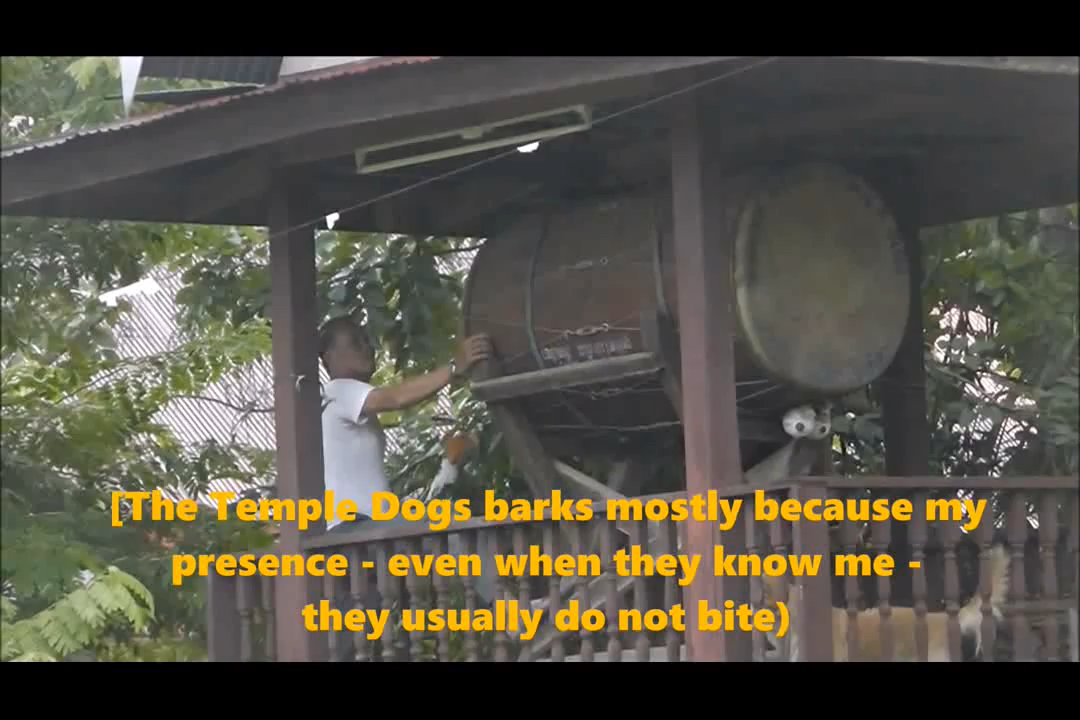 [The Temple Dogs barks mostly because my
presence - even when they know me -
they usually do not bite)